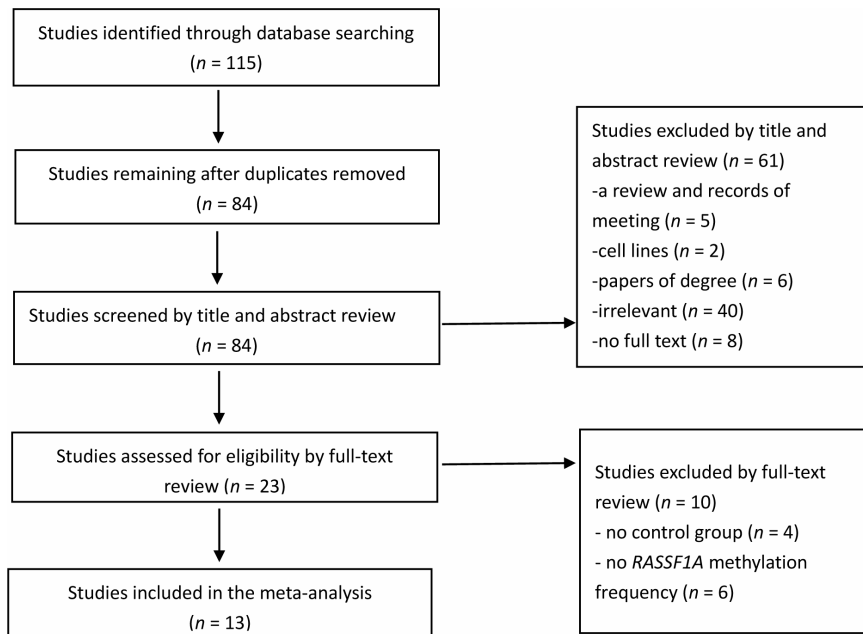 Studies identified through database searching
(n = 115)
Studies remaining after duplicates removed
(n = 84)
Studies screened by title and abstract review
(n = 84)
Studies excluded by title and
abstract review (n = 61)
-a review and records of
meeting (n = 5)
-cell lines (n = 2)
-papers of degree (n = 6)
-irrelevant (n = 40)
-no full text (n = 8)
Studies assessed for eligibility by full-text
review (n = 23)
Studies excluded by full-text
review (n = 10)
- no control group (n = 4)
- no RASSF1A methylation
frequency (n = 6)
Studies included in the meta-analysis
(n = 13)